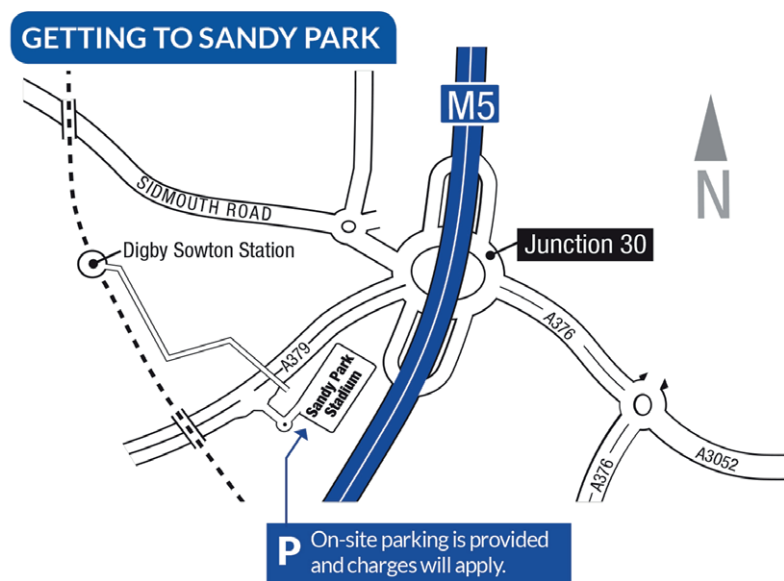 GETTING TO SANDY PARK
M5
N
SIDMOUTH ROAD
Digby Sowton Station
Junction 30
A376
A379
Sandy Park
Stadium
A376
A3052
P On-site parking is provided
and charges will apply.